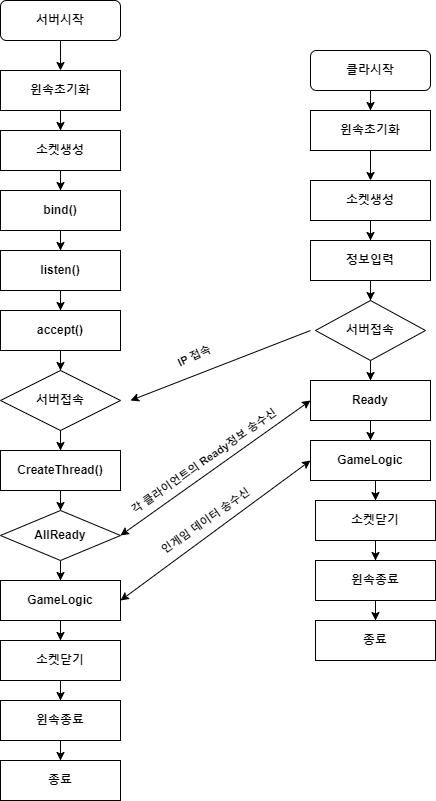 서버시작
윈속초기화
소켓생성
bind()
listen()
accept()
서버접속
CreateThread()
AllReady
GameLogic
소켓닫기
윈속종료
종료
IP 접속
각 클라이언트의 Ready정보 송수신
인게임 데이터 송수신
클라시작
윈속초기화
소켓생성
정보입력
서버접속
Ready
GameLogic
소켓닫기
윈속종료
종료